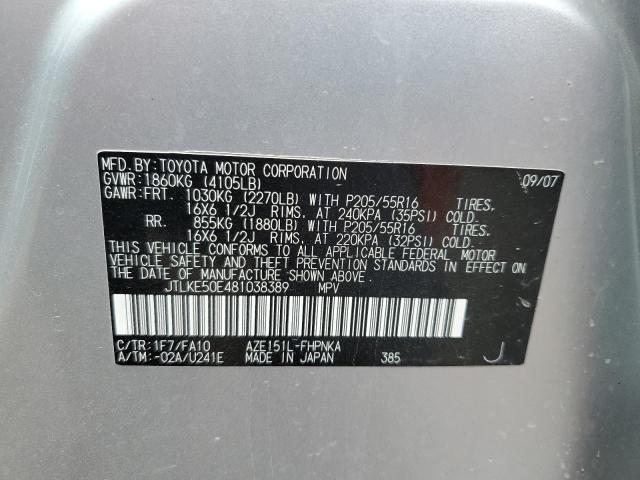 MFD.BY:TOYOTA MOTOR CORPORATION 09/07
GVWR:1860KG (4105LB)
GAWR:FRT. 1030KG (2270LB) WITH P205/55R16 TIRES,
16X6 1/2J RIMS, AT 240KPA (35PSI) COLD.
RR. 855KG (1880LB) WITH P205/55R16 TIRES,
16X6 1/2J RIMS, AT 220KPA (32PSI) COLD.
THIS VEHICLE CONFORMS TO ALL APPLICABLE FEDERAL MOTOR
VEHICLE SAFETY AND THEFT PREVENTION STANDARDS IN EFFECT ON
THE DATE OF MANUFACTURE SHOWN ABOVE.
JTLKE50E481038389 MPV
C/TR:1F7/FA10 AZE151L-FHPNKA
A/TM:-02A/U241E MADE IN JAPAN 385 J